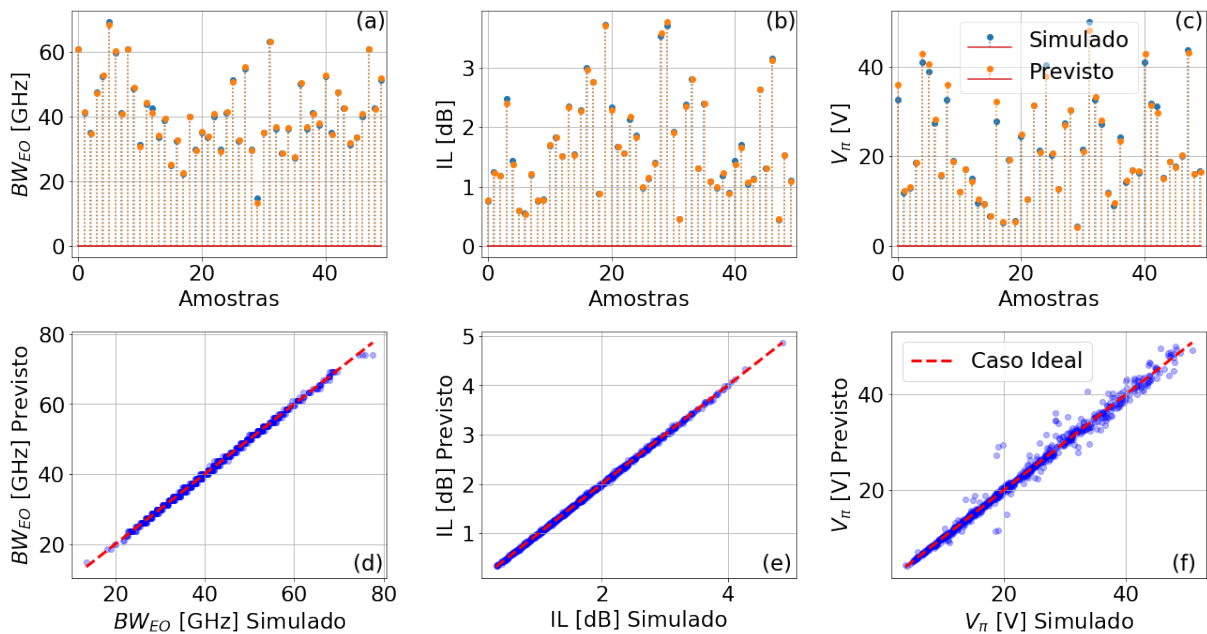 (a)
BW_EO [GHz]
60
40
20
0
0 20 40
Amostras
(b)
IL [dB]
3
2
1
0
0 20 40
Amostras
(c)
Simulado
Previsto
V_π [V]
40
20
0
0 20 40
Amostras
BW_EO [GHz] Previsto
80
60
40
20
(d)
20 40 60 80
BW_EO [GHz] Simulado
IL [dB] Previsto
5
4
3
2
1
(e)
2 4
IL [dB] Simulado
Caso Ideal
V_π [V] Previsto
40
20
(f)
20 40
V_π [V] Simulado